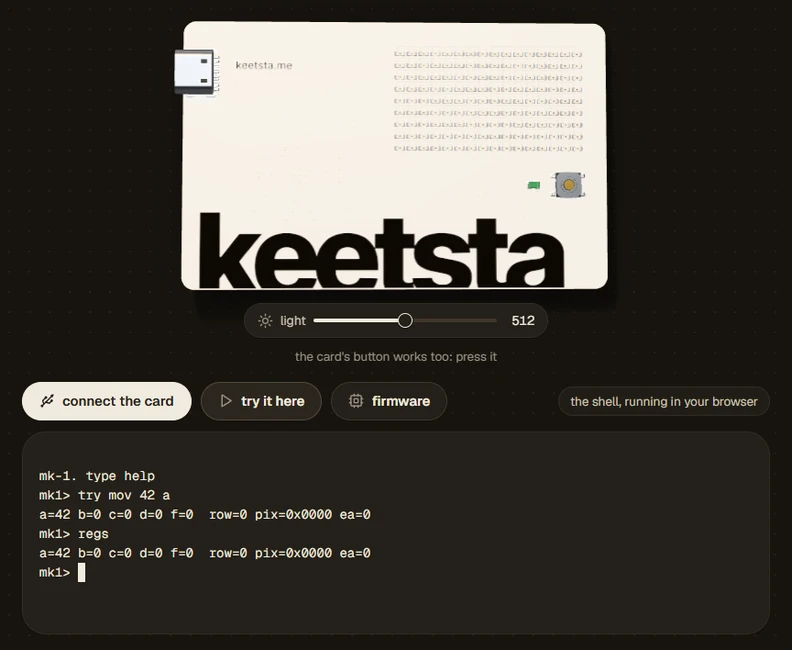 keetsta.me
keetsta
light 512
the card's button works too: press it
connect the card
try it here
firmware
the shell, running in your browser
mk-1. type help
mk1> try mov 42 a
a=42 b=0 c=0 d=0 f=0  row=0 pix=0x0000 ea=0
mk1> regs
a=42 b=0 c=0 d=0 f=0  row=0 pix=0x0000 ea=0
mk1>